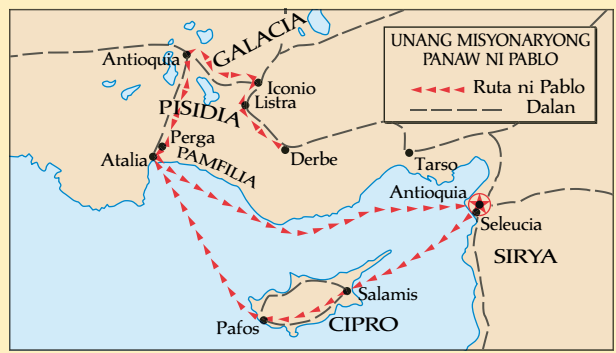 UNANG MISYONARYONG
PANAW NI PABLO
Ruta ni Pablo
Dalan
GALACIA
Antioquia
Iconio
Listra
PISIDIA
Perga
Atalia
PAMFILIA
Derbe
Tarso
Antioquia
Seleucia
SIRYA
Salamis
Pafos
CIPRO